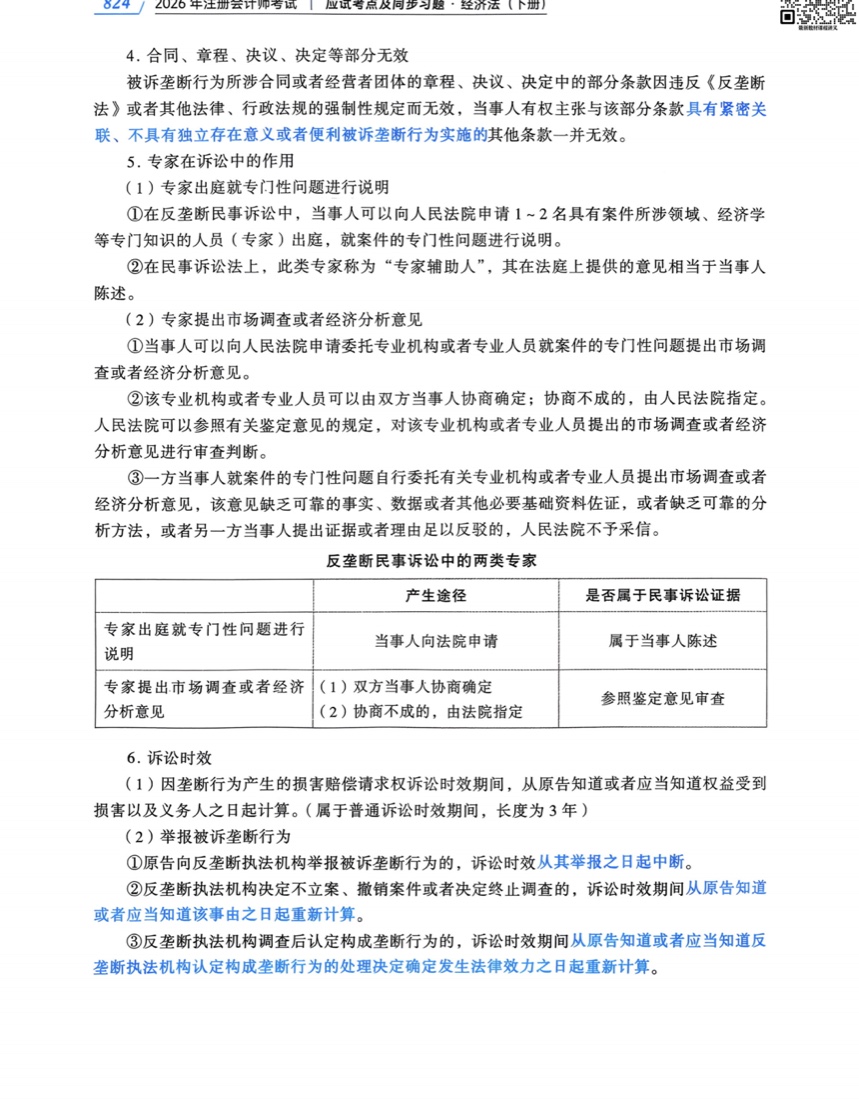 824 / 2026年注册会计师考试 | 应试考点及同步习题·经济法(下册)
4. 合同、章程、决议、决定等部分无效
被诉垄断行为所涉合同或者经营者团体的章程、决议、决定中的部分条款因违反《反垄断
法》或者其他法律、行政法规的强制性规定而无效,当事人有权主张与该部分条款具有紧密关
联、不具有独立存在意义或者便利被诉垄断行为实施的其他条款一并无效。
5. 专家在诉讼中的作用
(1)专家出庭就专门性问题进行说明
①在反垄断民事诉讼中,当事人可以向人民法院申请1~2名具有案件所涉领域、经济学
等专门知识的人员(专家)出庭,就案件的专门性问题进行说明。
②在民事诉讼法上,此类专家称为“专家辅助人”,其在法庭上提供的意见相当于当事人
陈述。
(2)专家提出市场调查或者经济分析意见
①当事人可以向人民法院申请委托专业机构或者专业人员就案件的专门性问题提出市场调
查或者经济分析意见。
②该专业机构或者专业人员可以由双方当事人协商确定;协商不成的,由人民法院指定。
人民法院可以参照有关鉴定意见的规定,对该专业机构或者专业人员提出的市场调查或者经济
分析意见进行审查判断。
③一方当事人就案件的专门性问题自行委托有关专业机构或者专业人员提出市场调查或者
经济分析意见,该意见缺乏可靠的事实、数据或者其他必要基础资料佐证,或者缺乏可靠的分
析方法,或者另一方当事人提出证据或者理由足以反驳的,人民法院不予采信。
反垄断民事诉讼中的两类专家
产生途径 是否属于民事诉讼证据
专家出庭就专门性问题进行
说明
当事人向法院申请
属于当事人陈述
专家提出市场调查或者经济
分析意见
(1)双方当事人协商确定
(2)协商不成的,由法院指定
参照鉴定意见审查
6. 诉讼时效
(1)因垄断行为产生的损害赔偿请求权诉讼时效期间,从原告知道或者应当知道权益受到
损害以及义务人之日起计算。(属于普通诉讼时效期间,长度为3年)
(2)举报被诉垄断行为
①原告向反垄断执法机构举报被诉垄断行为的,诉讼时效从其举报之日起中断。
②反垄断执法机构决定不立案、撤销案件或者决定终止调查的,诉讼时效期间从原告知道
或者应当知道该事由之日起重新计算。
③反垄断执法机构调查后认定构成垄断行为的,诉讼时效期间从原告知道或者应当知道反
垄断执法机构认定构成垄断行为的处理决定确定发生法律效力之日起重新计算。